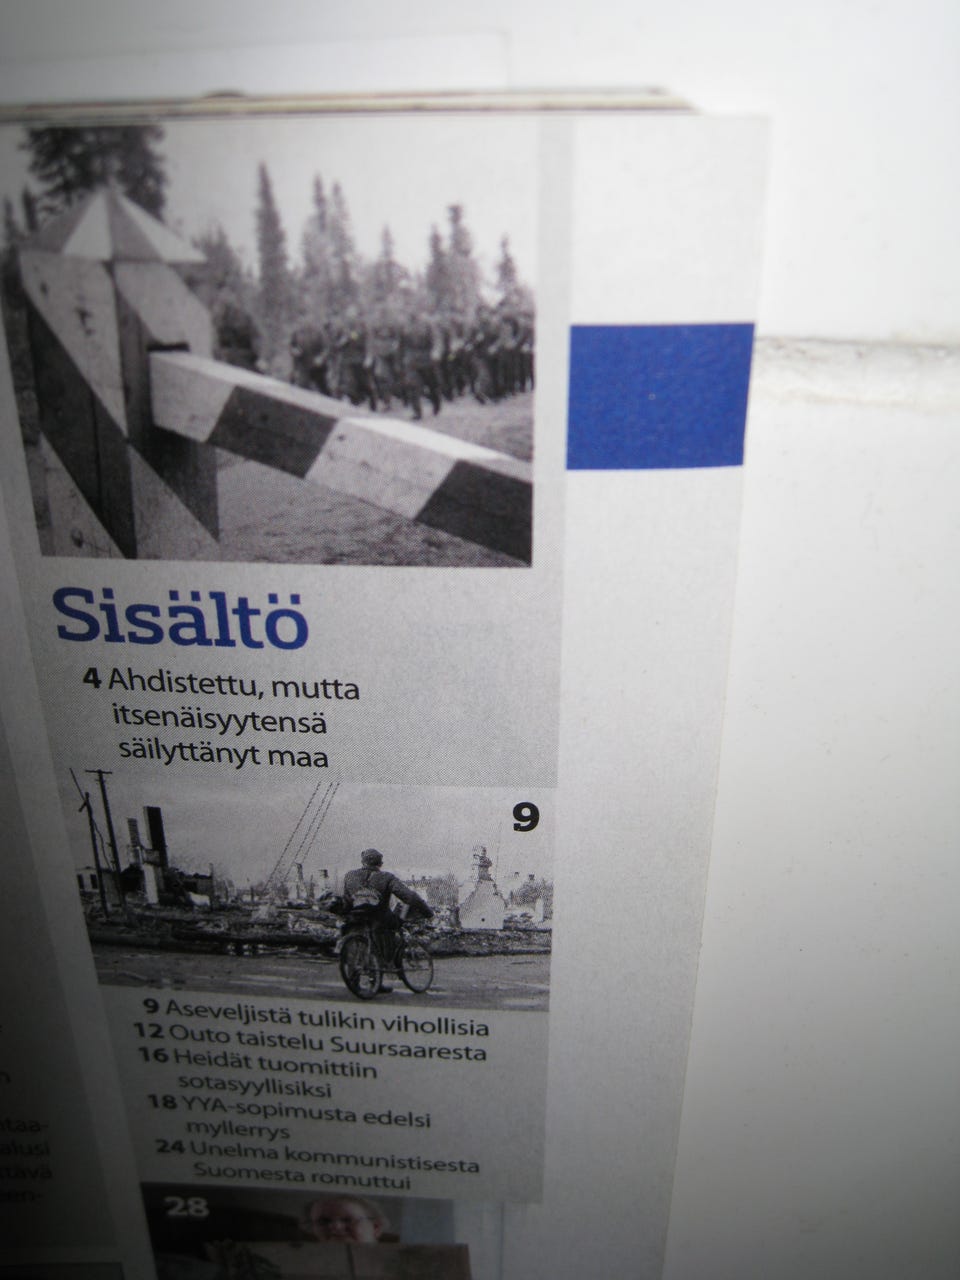 Sisältö
4 Ahdistettu, mutta
itsenäisyytensä
säilyttänyt maa
9
9 Aseveljistä tulikin vihollisia
12 Outo taistelu Suursaaresta
16 Heidät tuomittiin
sotasyyllisiksi
18 YYA-sopimusta edelsi
myllerrys
24 Unelma kommunistisesta
Suomesta romuttui
28